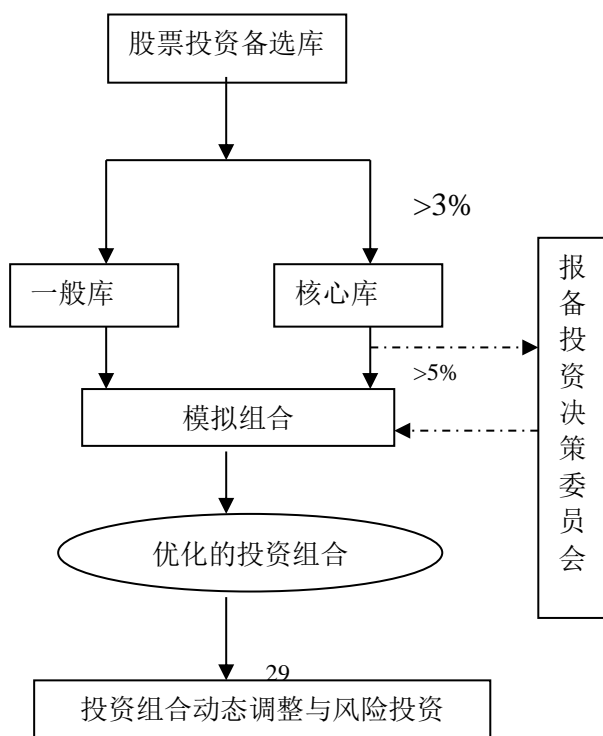 股票投资备选库
>3%
一般库
核心库
报备投资决策委员会
>5%
模拟组合
优化的投资组合
29
投资组合动态调整与风险投资